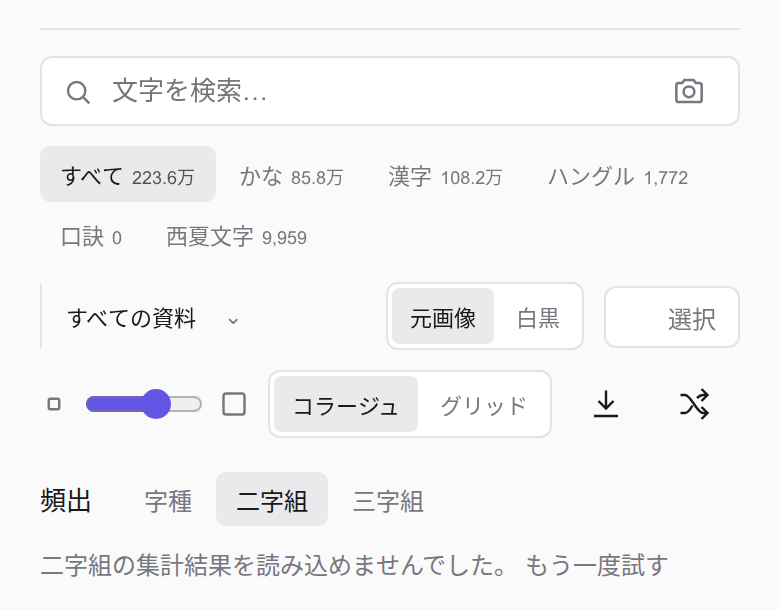 文字を検索…
すべて 223.6万 かな 85.8万 漢字 108.2万 ハングル 1,772
口訣 0 西夏文字 9,959
すべての資料 元画像 白黒 選択
コラージュ グリッド
頻出 字種 二字組 三字組
二字組の集計結果を読み込めませんでした。 もう一度試す